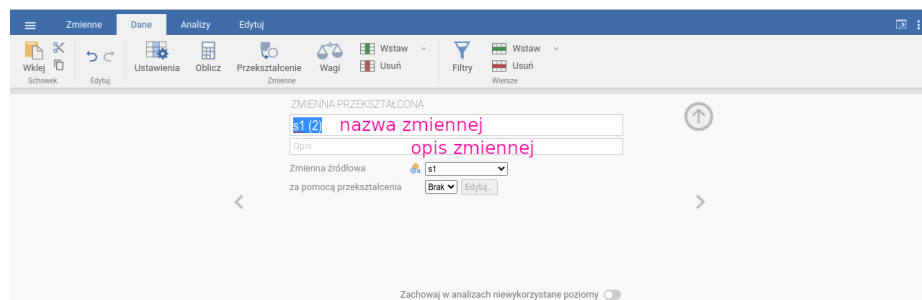 Zmienne Dane Analizy Edytuj
Wklej Ustawienia Oblicz Przekształcenie Wagi Wstaw Usuń Filtry Wstaw Usuń
Schowek Edytuj Zmienne Wiersze
ZMIENNA PRZEKSZTAŁCONA
s1 (2) nazwa zmiennej
Opis opis zmiennej
Zmienna źródłowa a s1
za pomocą przekształcenia Brak Edytuj...
Zachowaj w analizach niewykorzystane poziomy